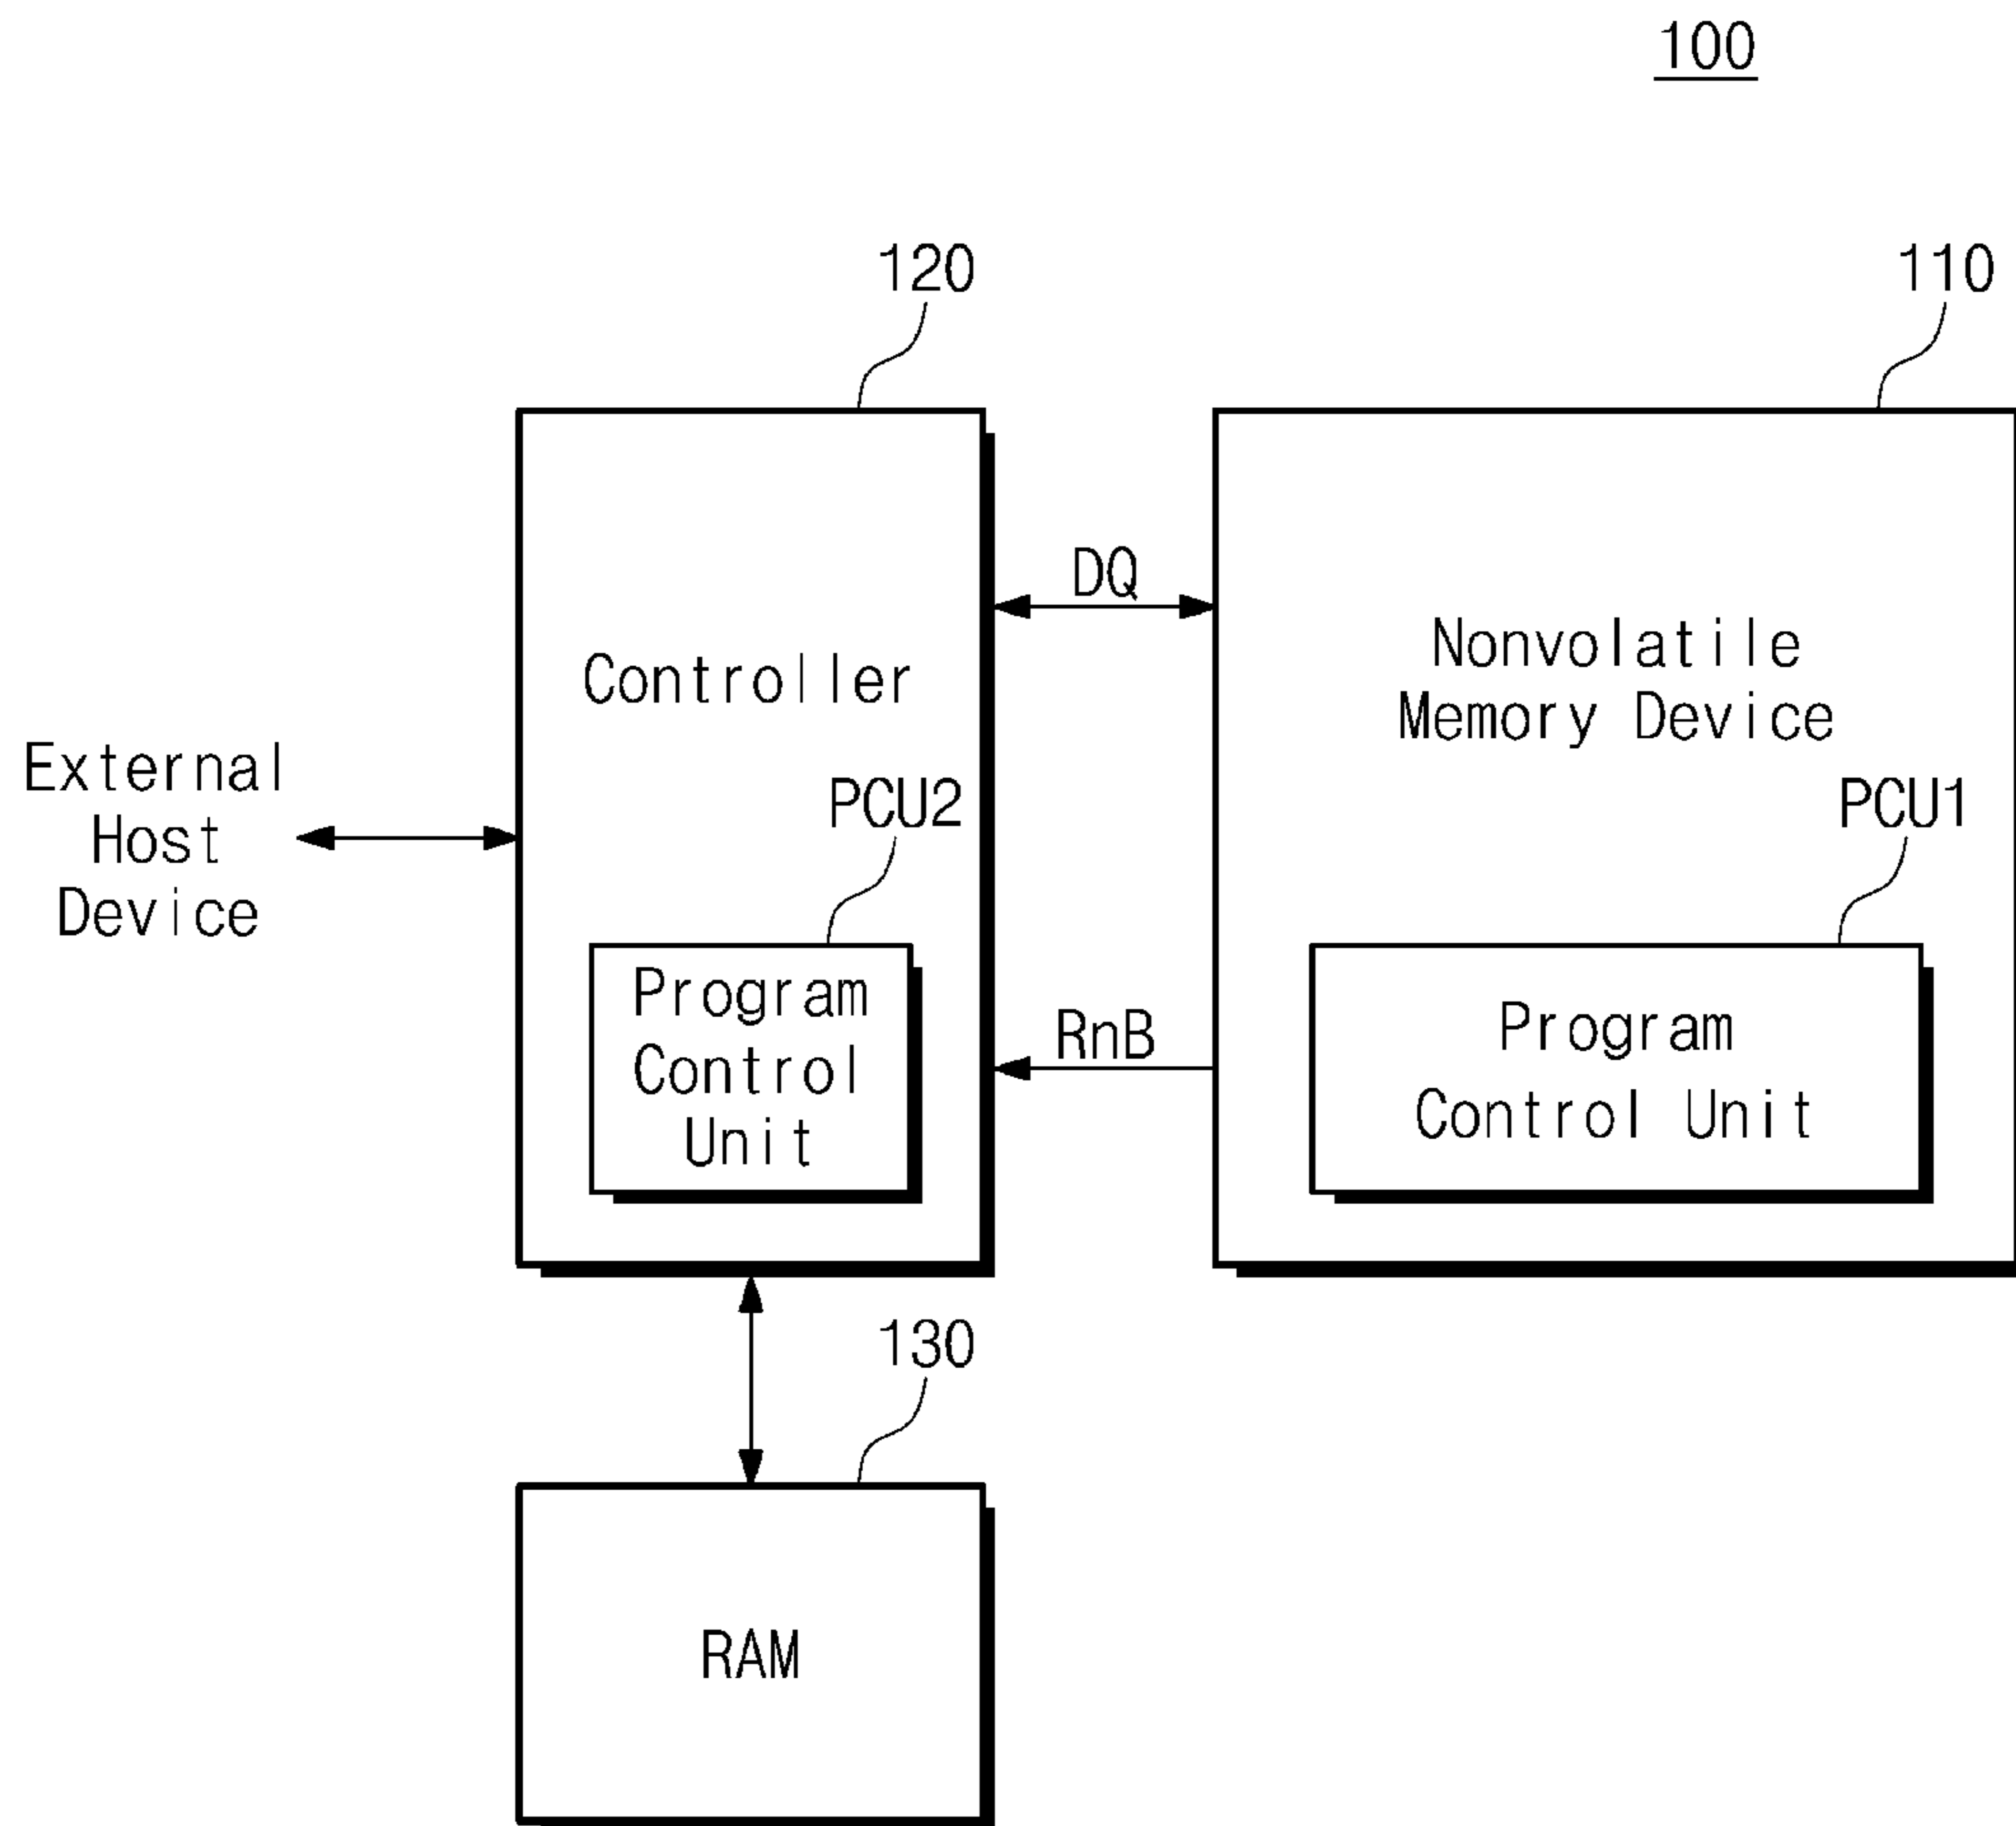 100
120
110
DQ
Controller
Nonvolatile
Memory Device
External
Host
Device
PCU2
PCU1
Program
Control
Unit
RnB
Program
Control Unit
130
RAM